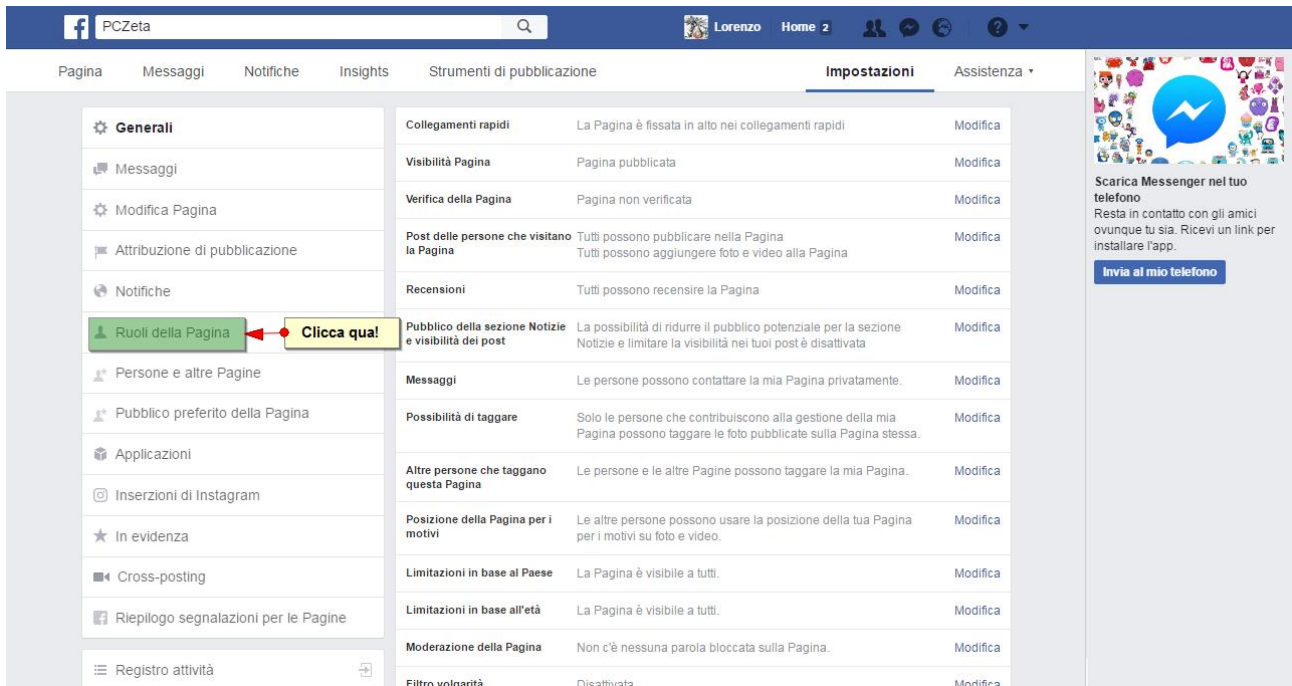 PCZeta
Lorenzo Home 2
Pagina Messaggi Notifiche Insights Strumenti di pubblicazione Impostazioni Assistenza
Generali
Messaggi
Modifica Pagina
Attribuzione di pubblicazione
Notifiche
Ruoli della Pagina
Clicca qua!
Persone e altre Pagine
Pubblico preferito della Pagina
Applicazioni
Inserzioni di Instagram
In evidenza
Cross-posting
Riepilogo segnalazioni per le Pagine
Registro attività
Collegamenti rapidi La Pagina è fissata in alto nei collegamenti rapidi Modifica
Visibilità Pagina Pagina pubblicata Modifica
Verifica della Pagina Pagina non verificata Modifica
Post delle persone che visitano Tutti possono pubblicare nella Pagina Modifica
la Pagina Tutti possono aggiungere foto e video alla Pagina
Recensioni Tutti possono recensire la Pagina Modifica
Pubblico della sezione Notizie La possibilità di ridurre il pubblico potenziale per la sezione Modifica
e visibilità dei post Notizie e limitare la visibilità nei tuoi post è disattivata
Messaggi Le persone possono contattare la mia Pagina privatamente. Modifica
Possibilità di taggare Solo le persone che contribuiscono alla gestione della mia Modifica
Pagina possono taggare le foto pubblicate sulla Pagina stessa.
Altre persone che taggano Le persone e le altre Pagine possono taggare la mia Pagina. Modifica
questa Pagina
Posizione della Pagina per i Le altre persone possono usare la posizione della tua Pagina Modifica
motivi per i motivi su foto e video.
Limitazioni in base al Paese La Pagina è visibile a tutti. Modifica
Limitazioni in base all'età La Pagina è visibile a tutti. Modifica
Moderazione della Pagina Non c'è nessuna parola bloccata sulla Pagina. Modifica
Filtro volgarità Disattivata Modifica
Scarica Messenger nel tuo
telefono
Resta in contatto con gli amici
ovunque tu sia. Ricevi un link per
installare l'app.
Invia al mio telefono